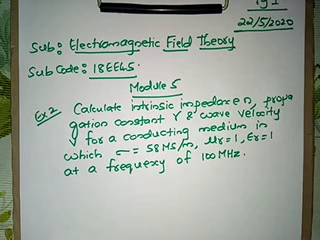 Pg 1
22/5/2020
Sub: Electromagnetic Field Theory
Sub Code: 18EE45.
Module 5
Ex 2 Calculate intrinsic impedance η, propa
gation constant γ & wave velocity
v for a conducting medium in
which σ = 58 MS/m, μr = 1, εr = 1
at a frequency of 100 MHz.